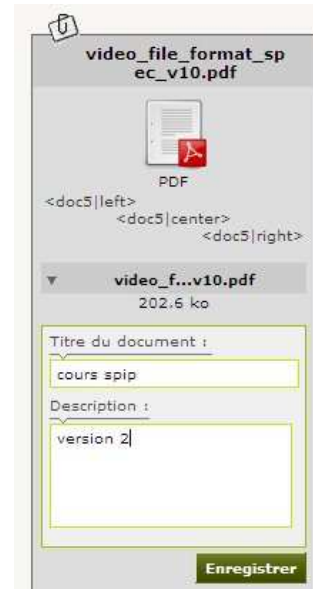 video_file_format_sp
ec_v10.pdf
PDF
<doc5|left>
<doc5|center>
<doc5|right>
▼ video_f...v10.pdf
202.6 ko
Titre du document :
cours spip
Description :
version 2
Enregistrer